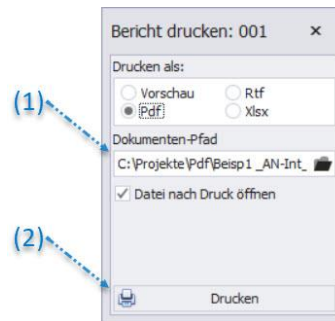 Bericht drucken: 001 ×
Drucken als:
Vorschau Rtf
Pdf Xlsx
(1)
Dokumenten-Pfad
C:\Projekte\Pdf\Beisp1 _AN-Int_
Datei nach Druck öffnen
(2)
Drucken